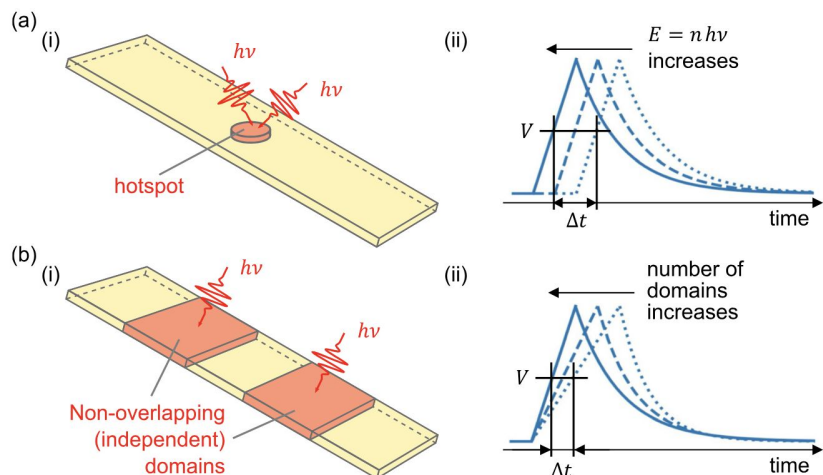 (a)
(i)
hν
hν
hotspot
(ii)
E = n hν
increases
V
Δt
time
(b)
(i)
hν
hν
Non-overlapping
(independent)
domains
(ii)
number of
domains
increases
V
Δt
time